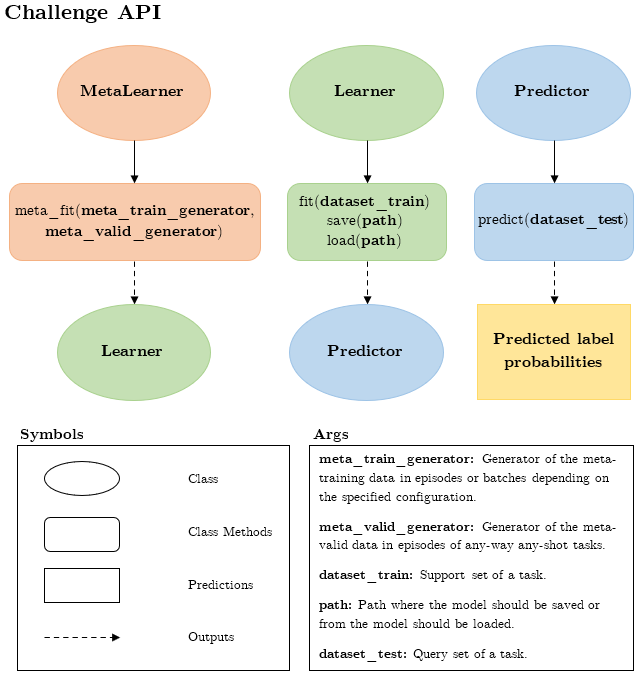 Challenge API
MetaLearner
Learner
Predictor
meta_fit(meta_train_generator,
meta_valid_generator)
fit(dataset_train)
save(path)
load(path)
predict(dataset_test)
Learner
Predictor
Predicted label
probabilities
Symbols
Class
Class Methods
Predictions
Outputs
Args
meta_train_generator: Generator of the meta-
training data in episodes or batches depending on
the specified configuration.
meta_valid_generator: Generator of the meta-
valid data in episodes of any-way any-shot tasks.
dataset_train: Support set of a task.
path: Path where the model should be saved or
from the model should be loaded.
dataset_test: Query set of a task.